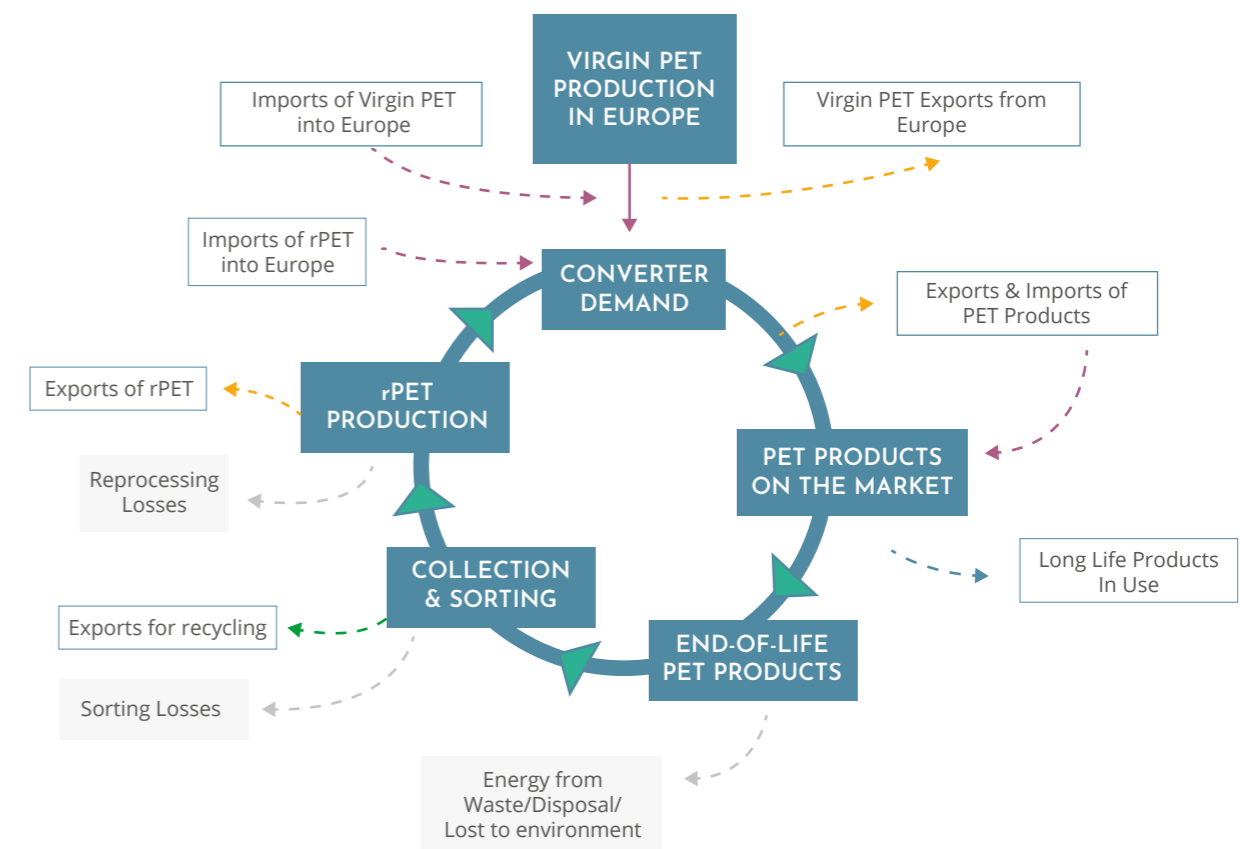 VIRGIN PET
PRODUCTION
IN EUROPE
Imports of Virgin PET
into Europe
Virgin PET Exports from
Europe
Imports of rPET
into Europe
CONVERTER
DEMAND
Exports & Imports of
PET Products
Exports of rPET
rPET
PRODUCTION
PET PRODUCTS
ON THE MARKET
Reprocessing
Losses
Long Life Products
In Use
COLLECTION
& SORTING
Exports for recycling
END-OF-LIFE
PET PRODUCTS
Sorting Losses
Energy from
Waste/Disposal/
Lost to environment